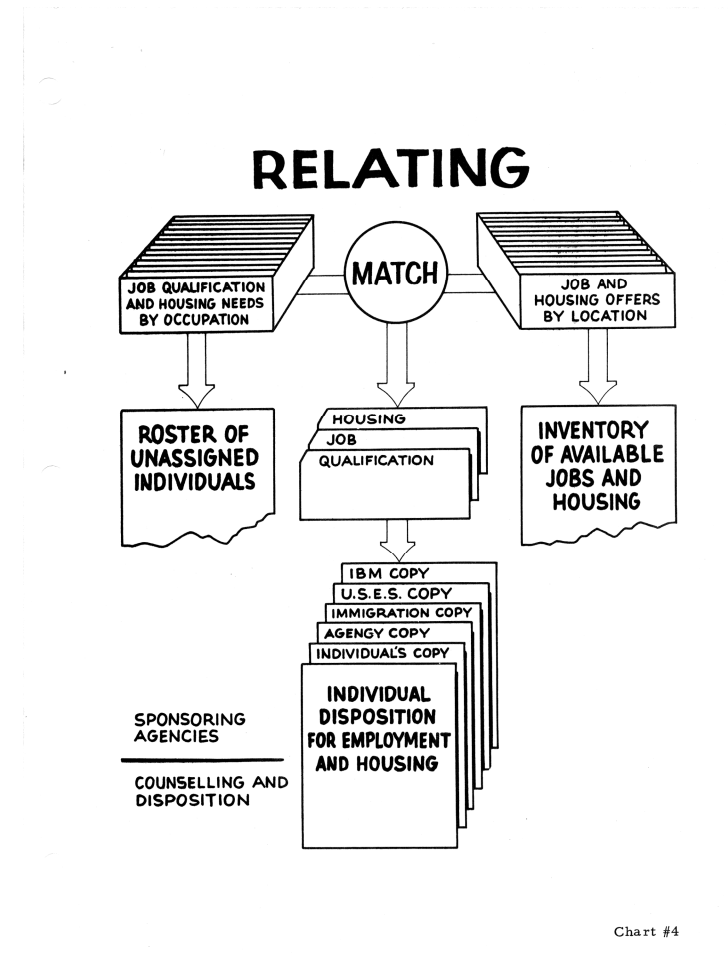 RELATING
JOB QUALIFICATION
AND HOUSING NEEDS
BY OCCUPATION
MATCH
JOB AND
HOUSING OFFERS
BY LOCATION
ROSTER OF
UNASSIGNED
INDIVIDUALS
HOUSING
JOB
QUALIFICATION
INVENTORY
OF AVAILABLE
JOBS AND
HOUSING
IBM COPY
U.S.E.S. COPY
IMMIGRATION COPY
AGENCY COPY
INDIVIDUAL'S COPY
INDIVIDUAL
DISPOSITION
FOR EMPLOYMENT
AND HOUSING
SPONSORING
AGENCIES
COUNSELLING AND
DISPOSITION
Chart #4